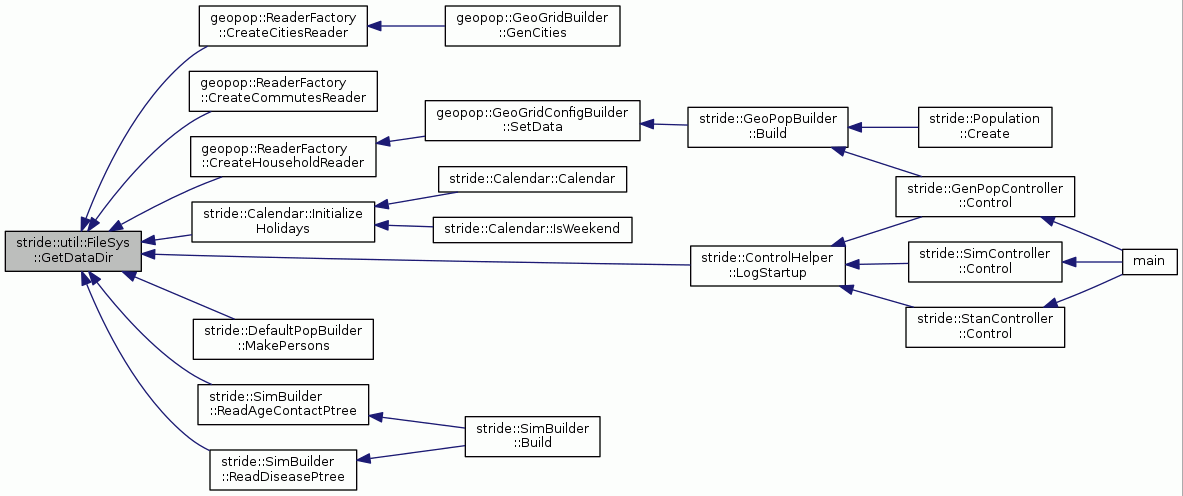 geopop::ReaderFactory
::CreateCitiesReader
geopop::GeoGridBuilder
::GenCities
geopop::ReaderFactory
::CreateCommutesReader
geopop::GeoGridConfigBuilder
::SetData
stride::GeoPopBuilder
::Build
stride::Population
::Create
geopop::ReaderFactory
::CreateHouseholdReader
stride::Calendar::Calendar
stride::GenPopController
::Control
stride::Calendar::Initialize
Holidays
stride::Calendar::IsWeekend
stride::util::FileSys
::GetDataDir
stride::ControlHelper
::LogStartup
stride::SimController
::Control
main
stride::StanController
::Control
stride::DefaultPopBuilder
::MakePersons
stride::SimBuilder
::ReadAgeContactPtree
stride::SimBuilder
::Build
stride::SimBuilder
::ReadDiseasePtree